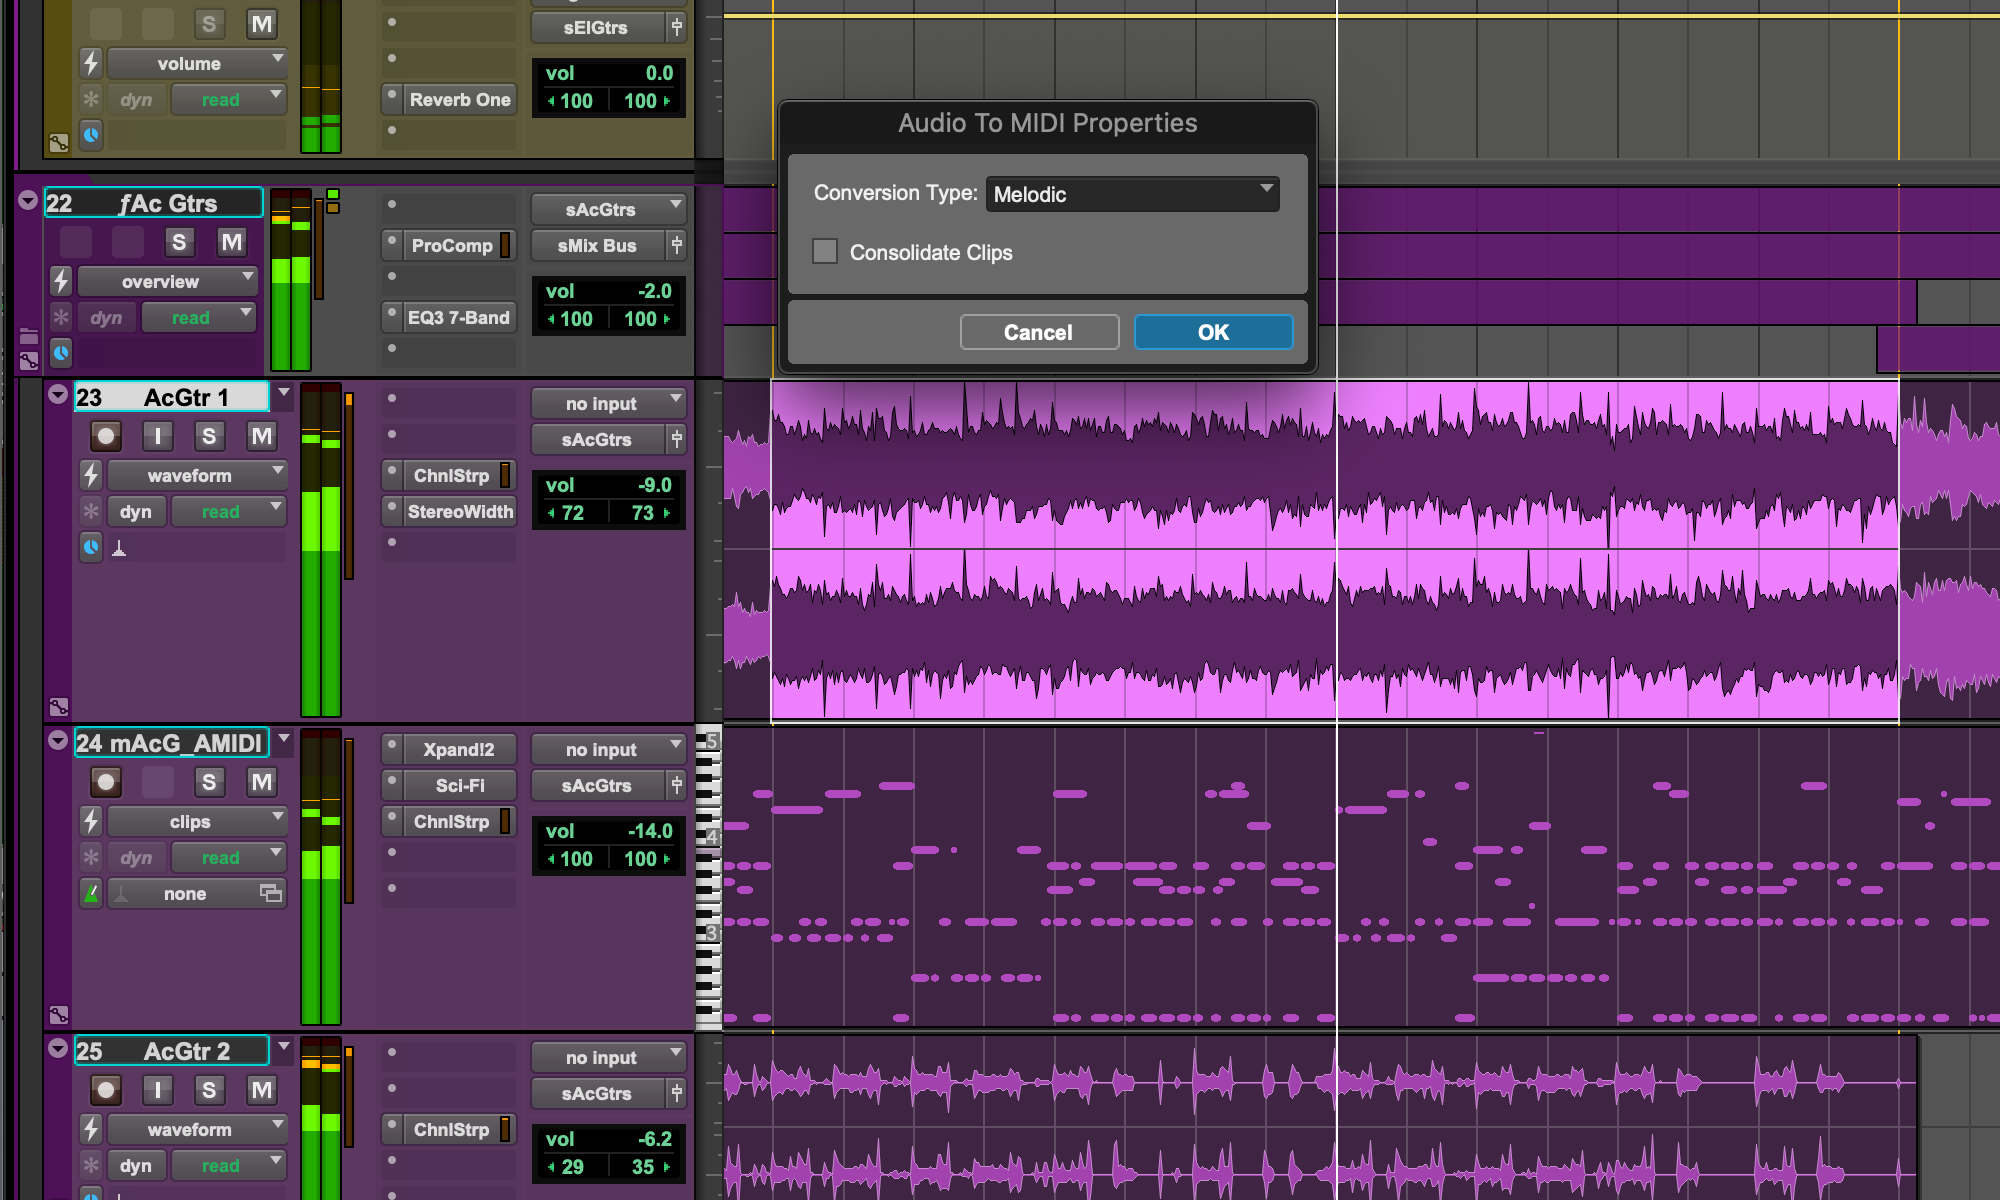 S M
sElGtrs
volume
vol 0.0
dyn read
Reverb One
100 100
Audio To MIDI Properties
Conversion Type: Melodic
Consolidate Clips
Cancel OK
22 ƒAc Gtrs
sAcGtrs
S M
ProComp
sMix Bus
overview
vol -2.0
dyn read
EQ3 7-Band
100 100
23 AcGtr 1
no input
I S M
sAcGtrs
waveform
ChnlStrp
vol -9.0
dyn read
StereoWidth
72 73
24 mAcG_AMIDI
Xpand!2
no input
5
S M
Sci-Fi
sAcGtrs
clips
ChnlStrp
vol -14.0
4
dyn read
100 100
none
3
25 AcGtr 2
no input
I S M
sAcGtrs
waveform
ChnlStrp
vol -6.2
dyn read
29 35